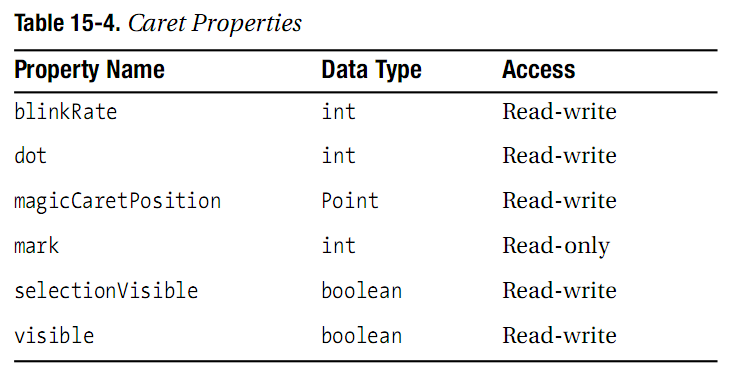 Table 15-4. Caret Properties
Property Name Data Type Access
blinkRate int Read-write
dot int Read-write
magicCaretPosition Point Read-write
mark int Read-only
selectionVisible boolean Read-write
visible boolean Read-write